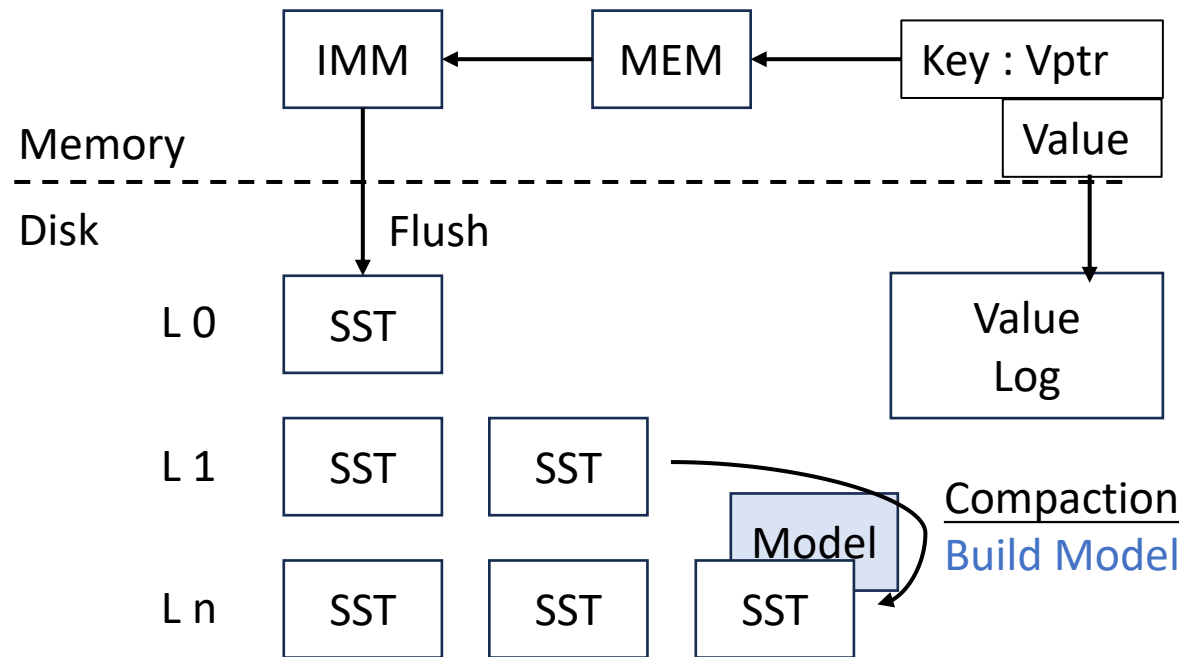 IMM
MEM
Key : Vptr
Value
Memory
Disk
Flush
L 0
SST
Value
Log
L 1
SST
SST
Compaction
Build Model
Model
L n
SST
SST
SST